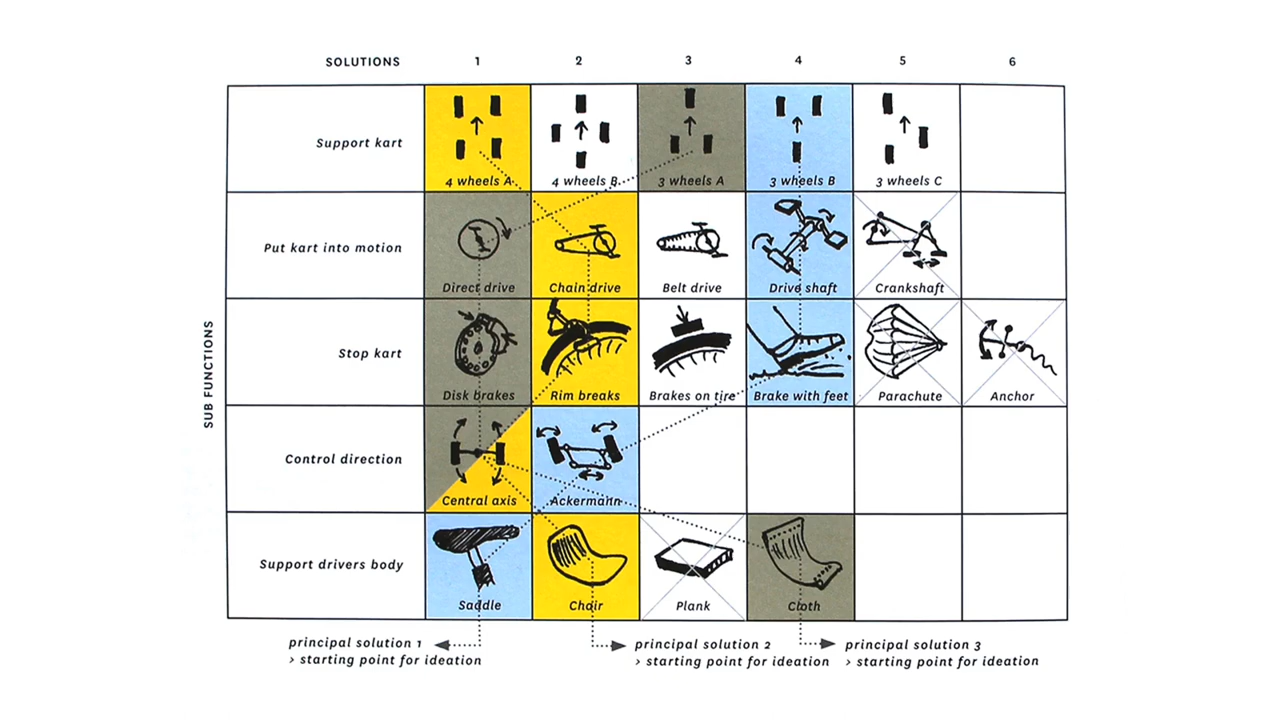 SOLUTIONS 1 2 3 4 5 6
Support kart
4 wheels A 4 wheels B 3 wheels A 3 wheels B 3 wheels C
Put kart into motion
Direct drive Chain drive Belt drive Drive shaft Crankshaft
SUB FUNCTIONS
Stop kart
Disk brakes Rim breaks Brakes on tire Brake with feet Parachute Anchor
Control direction
Central axis Ackermann
Support drivers body
Saddle Chair Plank Cloth
principal solution 1
> starting point for ideation
principal solution 2
> starting point for ideation
principal solution 3
> starting point for ideation